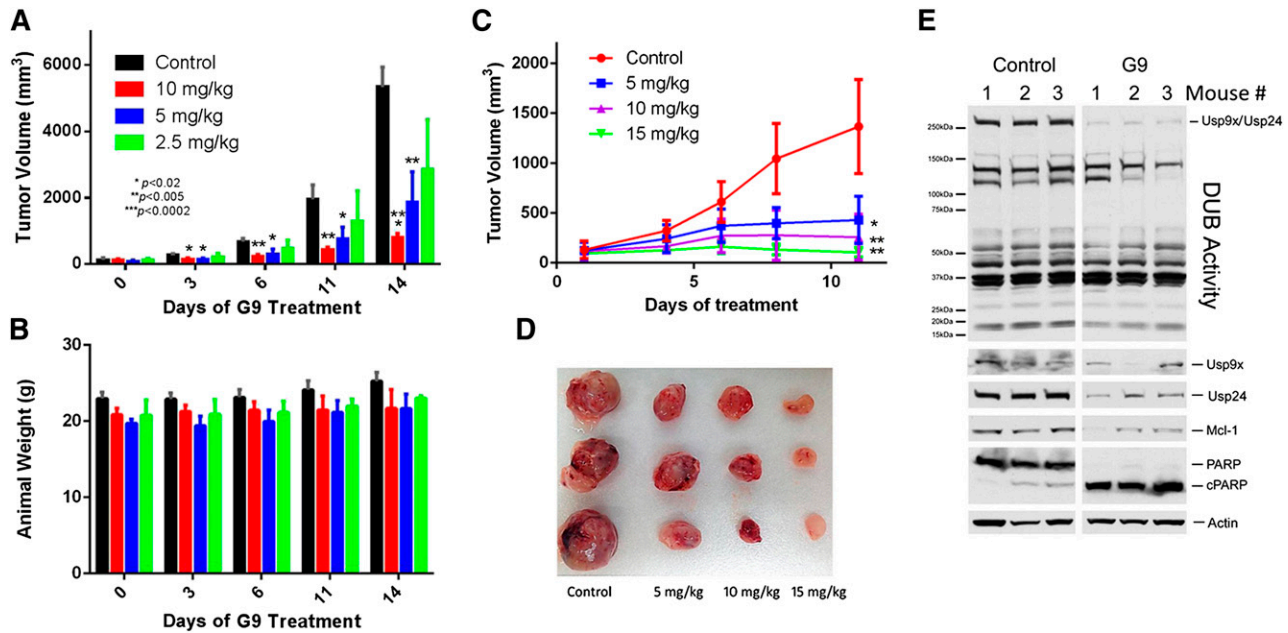 A
Tumor Volume (mm3)
6000
4000
2000
0
Control
10 mg/kg
5 mg/kg
2.5 mg/kg
* p<0.02
**p<0.005
***p<0.0002
* *
** *
** *
**
*
**
**
*
0 3 6 11 14
Days of G9 Treatment
B
Animal Weight (g)
30
20
10
0
0 3 6 11 14
Days of G9 Treatment
C
Tumor Volume (mm3)
2000
1500
1000
500
0
Control
5 mg/kg
10 mg/kg
15 mg/kg
*
**
**
0 5 10
Days of treatment
D
Control 5 mg/kg 10 mg/kg 15 mg/kg
E
Control G9
1 2 3 1 2 3 Mouse #
250kDa
150kDa
100kDa
75kDa
50kDa
37kDa
25kDa
20kDa
15kDa
Usp9x/Usp24
DUB Activity
Usp9x
Usp24
Mcl-1
PARP
cPARP
Actin